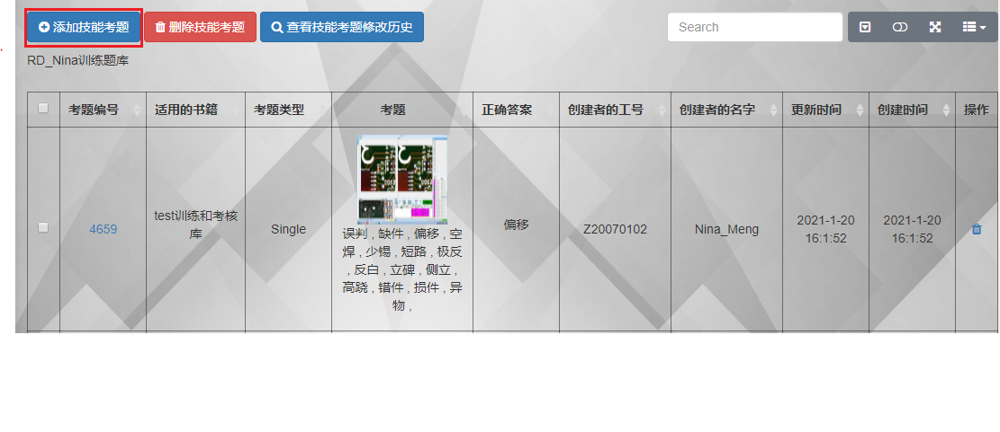 添加技能考题 删除技能考题 查看技能考题修改历史 Search
RD_Nina训练题库
考题编号 适用的书籍 考题类型 考题 正确答案 创建者的工号 创建者的名字 更新时间 创建时间 操作
4659
test训练和考核
库
Single
误判 , 缺件 , 偏移 , 空
焊 , 少锡 , 短路 , 极反
, 反白 , 立碑 , 侧立 ,
高跷 , 错件 , 损件 , 异
物 ,
偏移
Z20070102
Nina_Meng
2021-1-20
16:1:52
2021-1-20
16:1:52